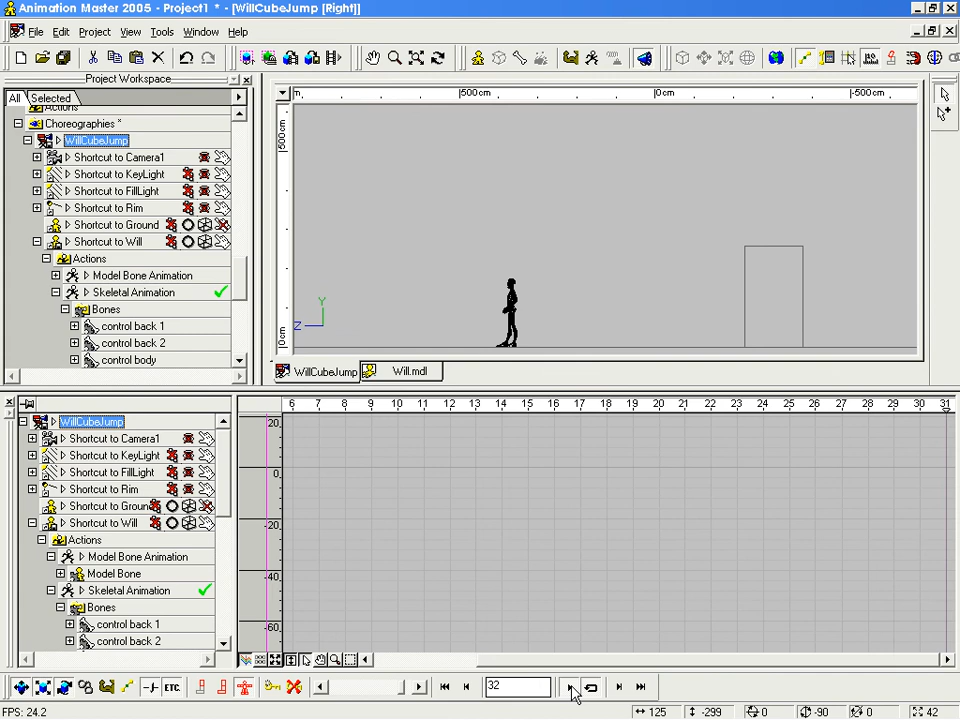 Animation Master 2005 - Project1 * - [WillCubeJump [Right]]
File Edit Project View Tools Window Help
Project Workspace
All Selected
Actions
Choreographies *
WillCubeJump
Shortcut to Camera1
Shortcut to KeyLight
Shortcut to FillLight
Shortcut to Rim
Shortcut to Ground
Shortcut to Will
Actions
Model Bone Animation
Skeletal Animation
Bones
control back 1
control back 2
control body
m, |500cm |0cm |-500cm
|500cm
|0cm
Y
Z
WillCubeJump Will.mdl
WillCubeJump
Shortcut to Camera1
Shortcut to KeyLight
Shortcut to FillLight
Shortcut to Rim
Shortcut to Ground
Shortcut to Will
Actions
Model Bone Animation
Model Bone
Skeletal Animation
Bones
control back 1
control back 2
6 7 8 9 10 11 12 13 14 15 16 17 18 19 20 21 22 23 24 25 26 27 28 29 30 31
20
0
-20
-40
-60
ETC.
32
FPS: 24.2
125 -299 0 -90 0 42